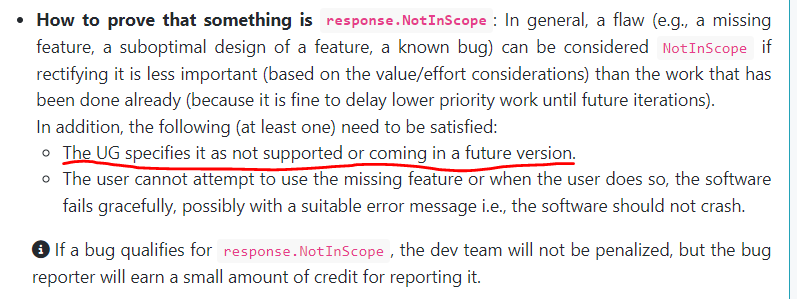 How to prove that something is response.NotInScope: In general, a flaw (e.g., a missing
feature, a suboptimal design of a feature, a known bug) can be considered NotInScope if
rectifying it is less important (based on the value/effort considerations) than the work that has
been done already (because it is fine to delay lower priority work until future iterations).
In addition, the following (at least one) need to be satisfied:
The UG specifies it as not supported or coming in a future version.
The user cannot attempt to use the missing feature or when the user does so, the software
fails gracefully, possibly with a suitable error message i.e., the software should not crash.
If a bug qualifies for response.NotInScope, the dev team will not be penalized, but the bug
reporter will earn a small amount of credit for reporting it.